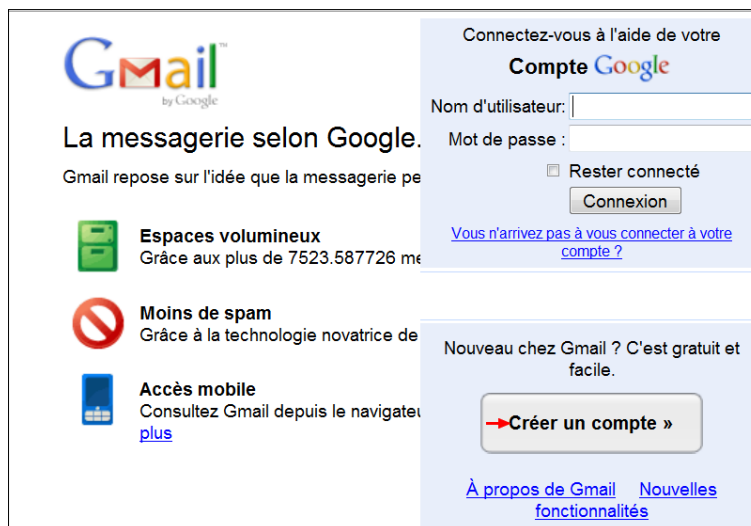 Gmail™
by Google
La messagerie selon Google.
Gmail repose sur l'idée que la messagerie pe
Espaces volumineux
Grâce aux plus de 7523.587726 me
Moins de spam
Grâce à la technologie novatrice de
Accès mobile
Consultez Gmail depuis le navigateu
plus
Connectez-vous à l'aide de votre
Compte Google
Nom d'utilisateur:
Mot de passe :
Rester connecté
Connexion
Vous n'arrivez pas à vous connecter à votre
compte ?
Nouveau chez Gmail ? C'est gratuit et
facile.
Créer un compte »
À propos de Gmail Nouvelles
fonctionnalités